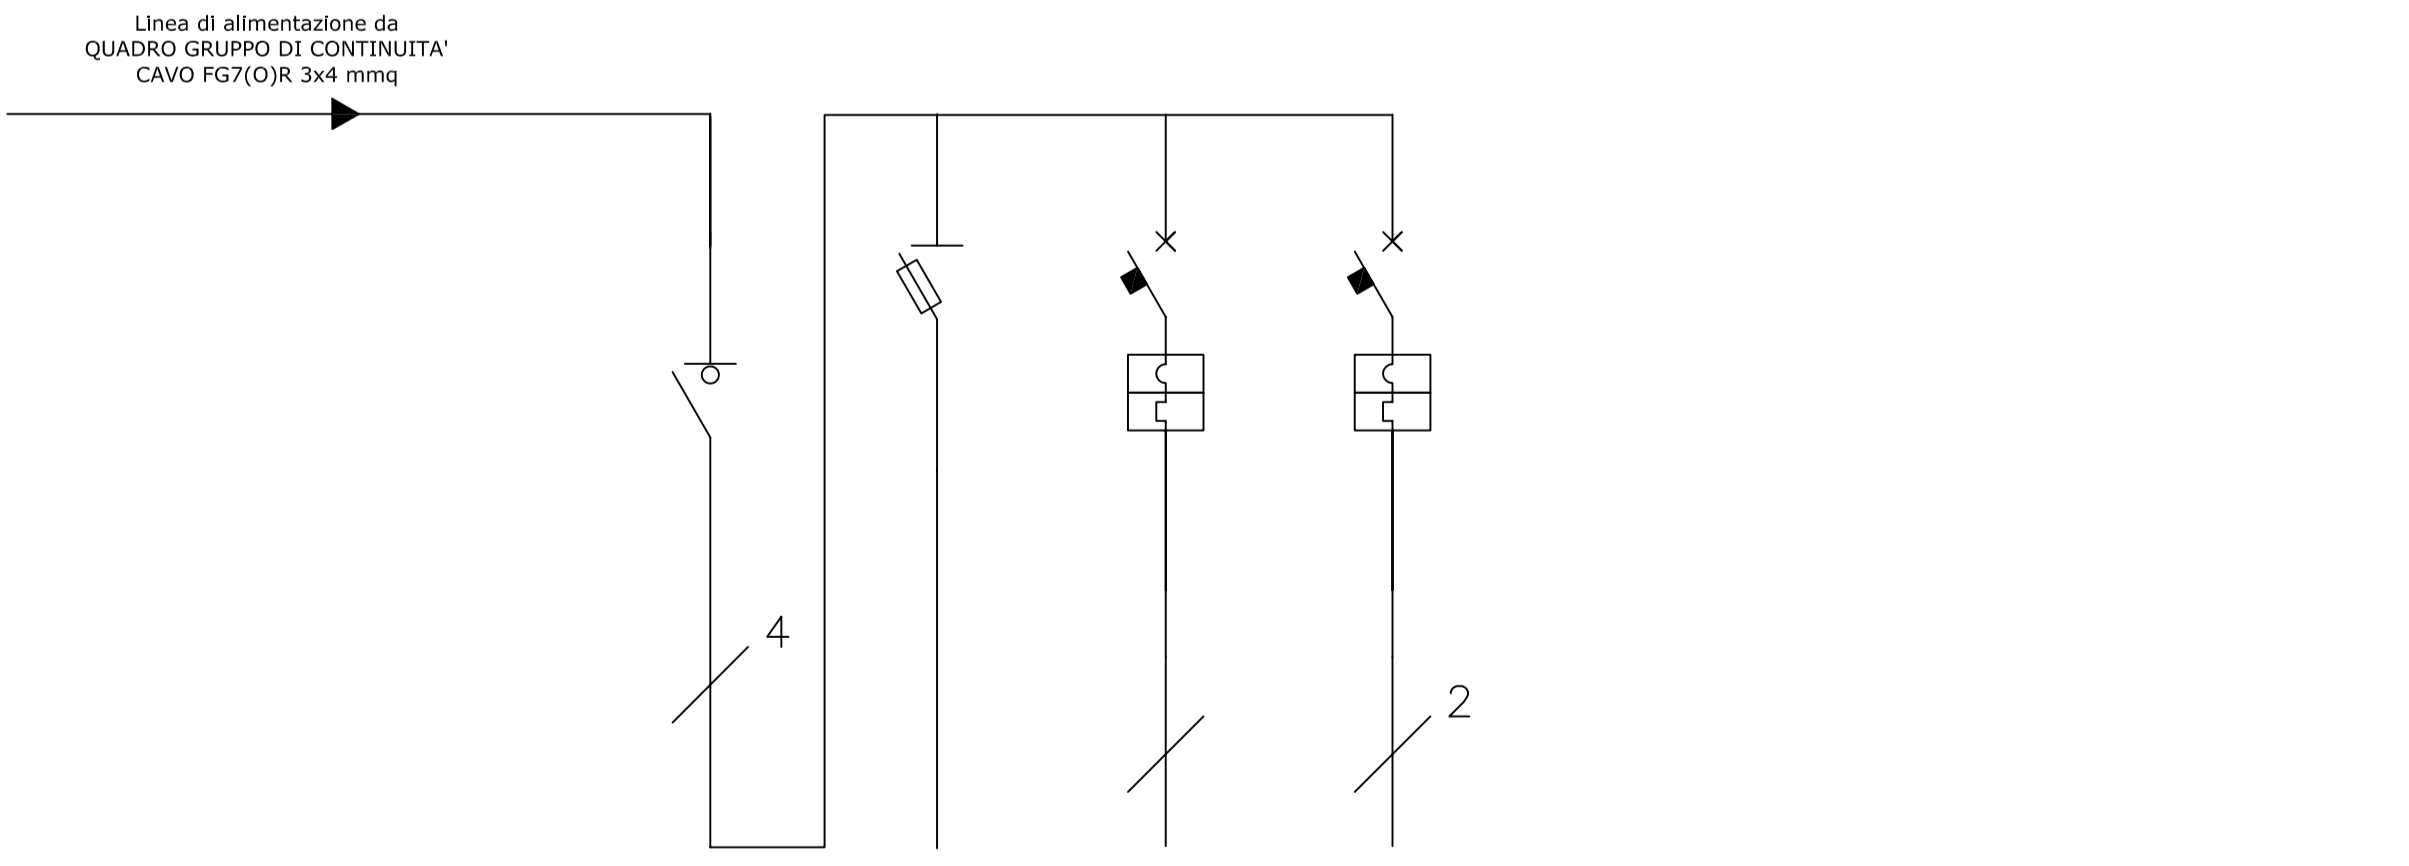 Linea di alimentazione da
QUADRO GRUPPO DI CONTINUITA'
CAVO FG7(O)R 3x4 mmq
4
2